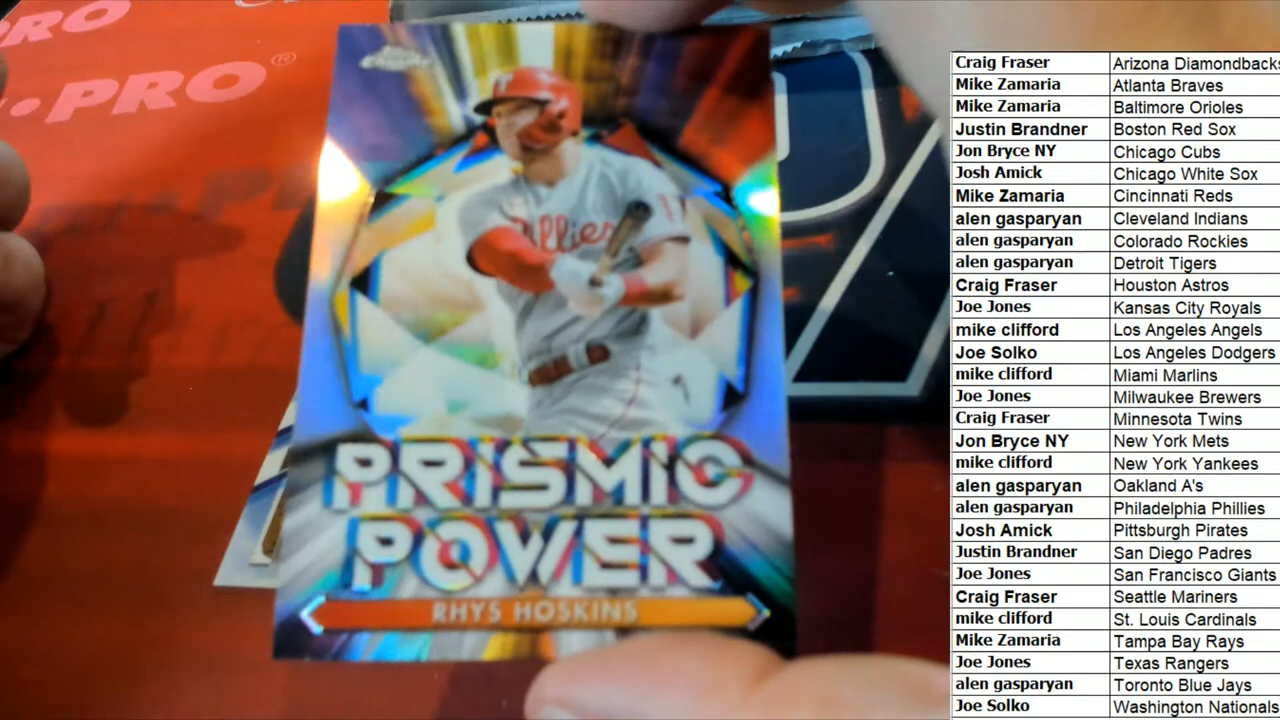 PRO
PRO®
Chrome
Phillies
PRISMIC
POWER
RHYS HOSKINS
Craig Fraser Arizona Diamondbacks
Mike Zamaria Atlanta Braves
Mike Zamaria Baltimore Orioles
Justin Brandner Boston Red Sox
Jon Bryce NY Chicago Cubs
Josh Amick Chicago White Sox
Mike Zamaria Cincinnati Reds
alen gasparyan Cleveland Indians
alen gasparyan Colorado Rockies
alen gasparyan Detroit Tigers
Craig Fraser Houston Astros
Joe Jones Kansas City Royals
mike clifford Los Angeles Angels
Joe Solko Los Angeles Dodgers
mike clifford Miami Marlins
Joe Jones Milwaukee Brewers
Craig Fraser Minnesota Twins
Jon Bryce NY New York Mets
mike clifford New York Yankees
alen gasparyan Oakland A's
alen gasparyan Philadelphia Phillies
Josh Amick Pittsburgh Pirates
Justin Brandner San Diego Padres
Joe Jones San Francisco Giants
Craig Fraser Seattle Mariners
mike clifford St. Louis Cardinals
Mike Zamaria Tampa Bay Rays
Joe Jones Texas Rangers
alen gasparyan Toronto Blue Jays
Joe Solko Washington Nationals